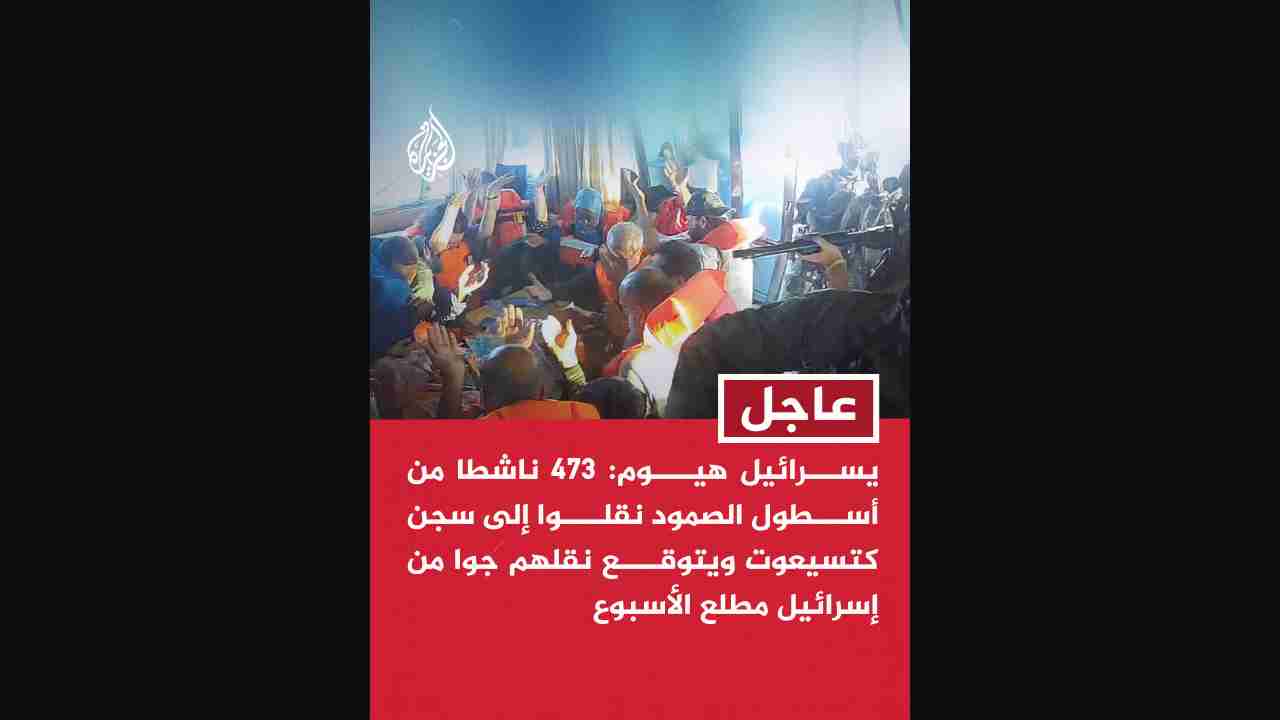 الجزيرة
عاجل
يسرائيل هيوم: 473 ناشطا من
أسطول الصمود نقلوا إلى سجن
كتسيعوت ويتوقع نقلهم جوا من
إسرائيل مطلع الأسبوع